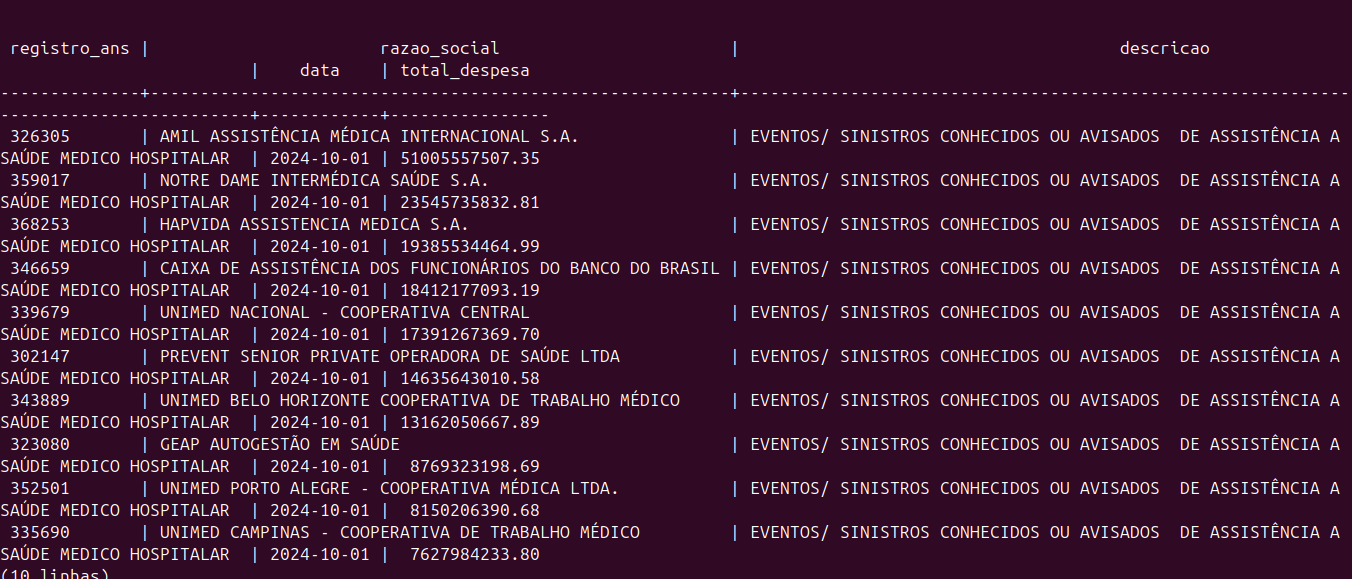 registro_ans |                       razao_social                       |                                      descricao
                         |    data    | total_despesa
--------------+----------------------------------------------------------+-------------------------------------------------------------
-------------------------+------------+----------------
 326305       | AMIL ASSISTÊNCIA MÉDICA INTERNACIONAL S.A.               | EVENTOS/ SINISTROS CONHECIDOS OU AVISADOS  DE ASSISTÊNCIA A
SAÚDE MEDICO HOSPITALAR  | 2024-10-01 | 51005557507.35
 359017       | NOTRE DAME INTERMÉDICA SAÚDE S.A.                        | EVENTOS/ SINISTROS CONHECIDOS OU AVISADOS  DE ASSISTÊNCIA A
SAÚDE MEDICO HOSPITALAR  | 2024-10-01 | 23545735832.81
 368253       | HAPVIDA ASSISTENCIA MEDICA S.A.                          | EVENTOS/ SINISTROS CONHECIDOS OU AVISADOS  DE ASSISTÊNCIA A
SAÚDE MEDICO HOSPITALAR  | 2024-10-01 | 19385534464.99
 346659       | CAIXA DE ASSISTÊNCIA DOS FUNCIONÁRIOS DO BANCO DO BRASIL | EVENTOS/ SINISTROS CONHECIDOS OU AVISADOS  DE ASSISTÊNCIA A
SAÚDE MEDICO HOSPITALAR  | 2024-10-01 | 18412177093.19
 339679       | UNIMED NACIONAL - COOPERATIVA CENTRAL                    | EVENTOS/ SINISTROS CONHECIDOS OU AVISADOS  DE ASSISTÊNCIA A
SAÚDE MEDICO HOSPITALAR  | 2024-10-01 | 17391267369.70
 302147       | PREVENT SENIOR PRIVATE OPERADORA DE SAÚDE LTDA           | EVENTOS/ SINISTROS CONHECIDOS OU AVISADOS  DE ASSISTÊNCIA A
SAÚDE MEDICO HOSPITALAR  | 2024-10-01 | 14635643010.58
 343889       | UNIMED BELO HORIZONTE COOPERATIVA DE TRABALHO MÉDICO     | EVENTOS/ SINISTROS CONHECIDOS OU AVISADOS  DE ASSISTÊNCIA A
SAÚDE MEDICO HOSPITALAR  | 2024-10-01 | 13162050667.89
 323080       | GEAP AUTOGESTÃO EM SAÚDE                                 | EVENTOS/ SINISTROS CONHECIDOS OU AVISADOS  DE ASSISTÊNCIA A
SAÚDE MEDICO HOSPITALAR  | 2024-10-01 |  8769323198.69
 352501       | UNIMED PORTO ALEGRE - COOPERATIVA MÉDICA LTDA.           | EVENTOS/ SINISTROS CONHECIDOS OU AVISADOS  DE ASSISTÊNCIA A
SAÚDE MEDICO HOSPITALAR  | 2024-10-01 |  8150206390.68
 335690       | UNIMED CAMPINAS - COOPERATIVA DE TRABALHO MÉDICO         | EVENTOS/ SINISTROS CONHECIDOS OU AVISADOS  DE ASSISTÊNCIA A
SAÚDE MEDICO HOSPITALAR  | 2024-10-01 |  7627984233.80
(10 linhas)